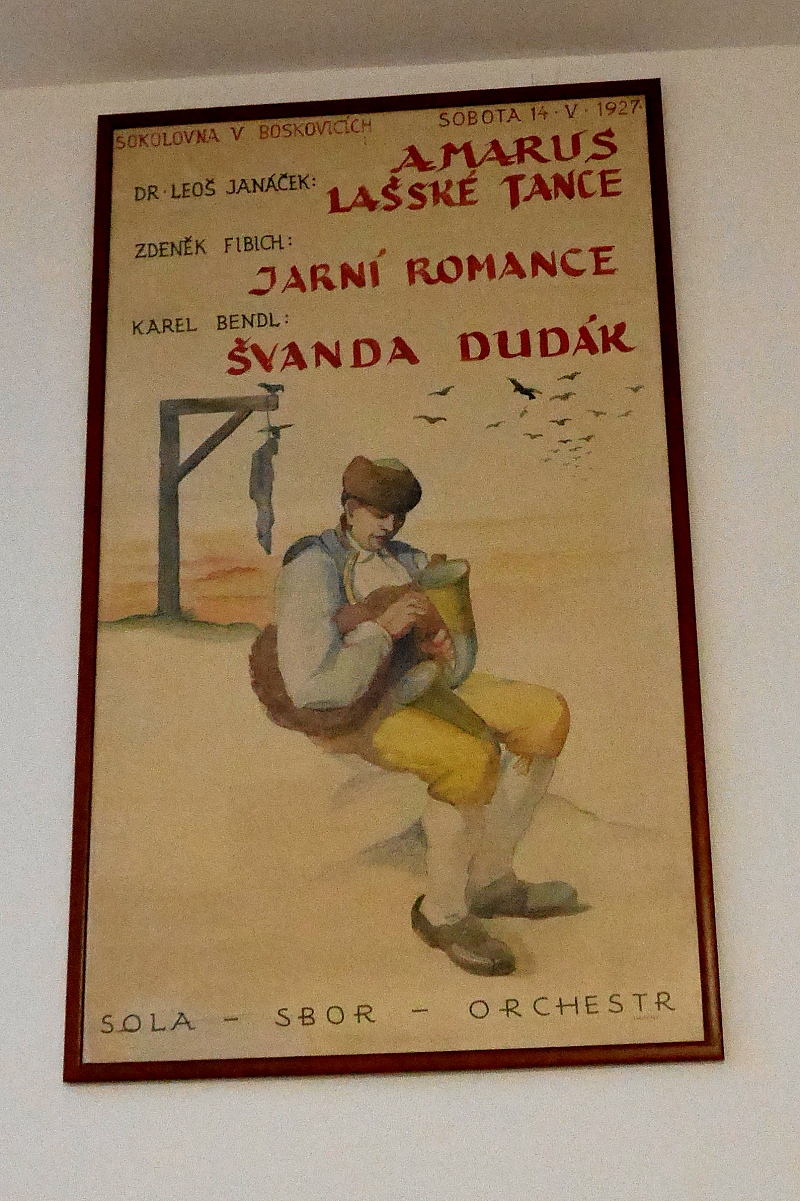 SOKOLOVNA V BOSKOVICÍCH
SOBOTA 14·V·1927·
AMARUS
DR·LEOŠ JANÁČEK:
LAŠSKÉ TANCE
ZDENĚK FIBICH:
JARNÍ ROMANCE
KAREL BENDL:
ŠVANDA DUDÁK
SOLA – SBOR – ORCHESTR